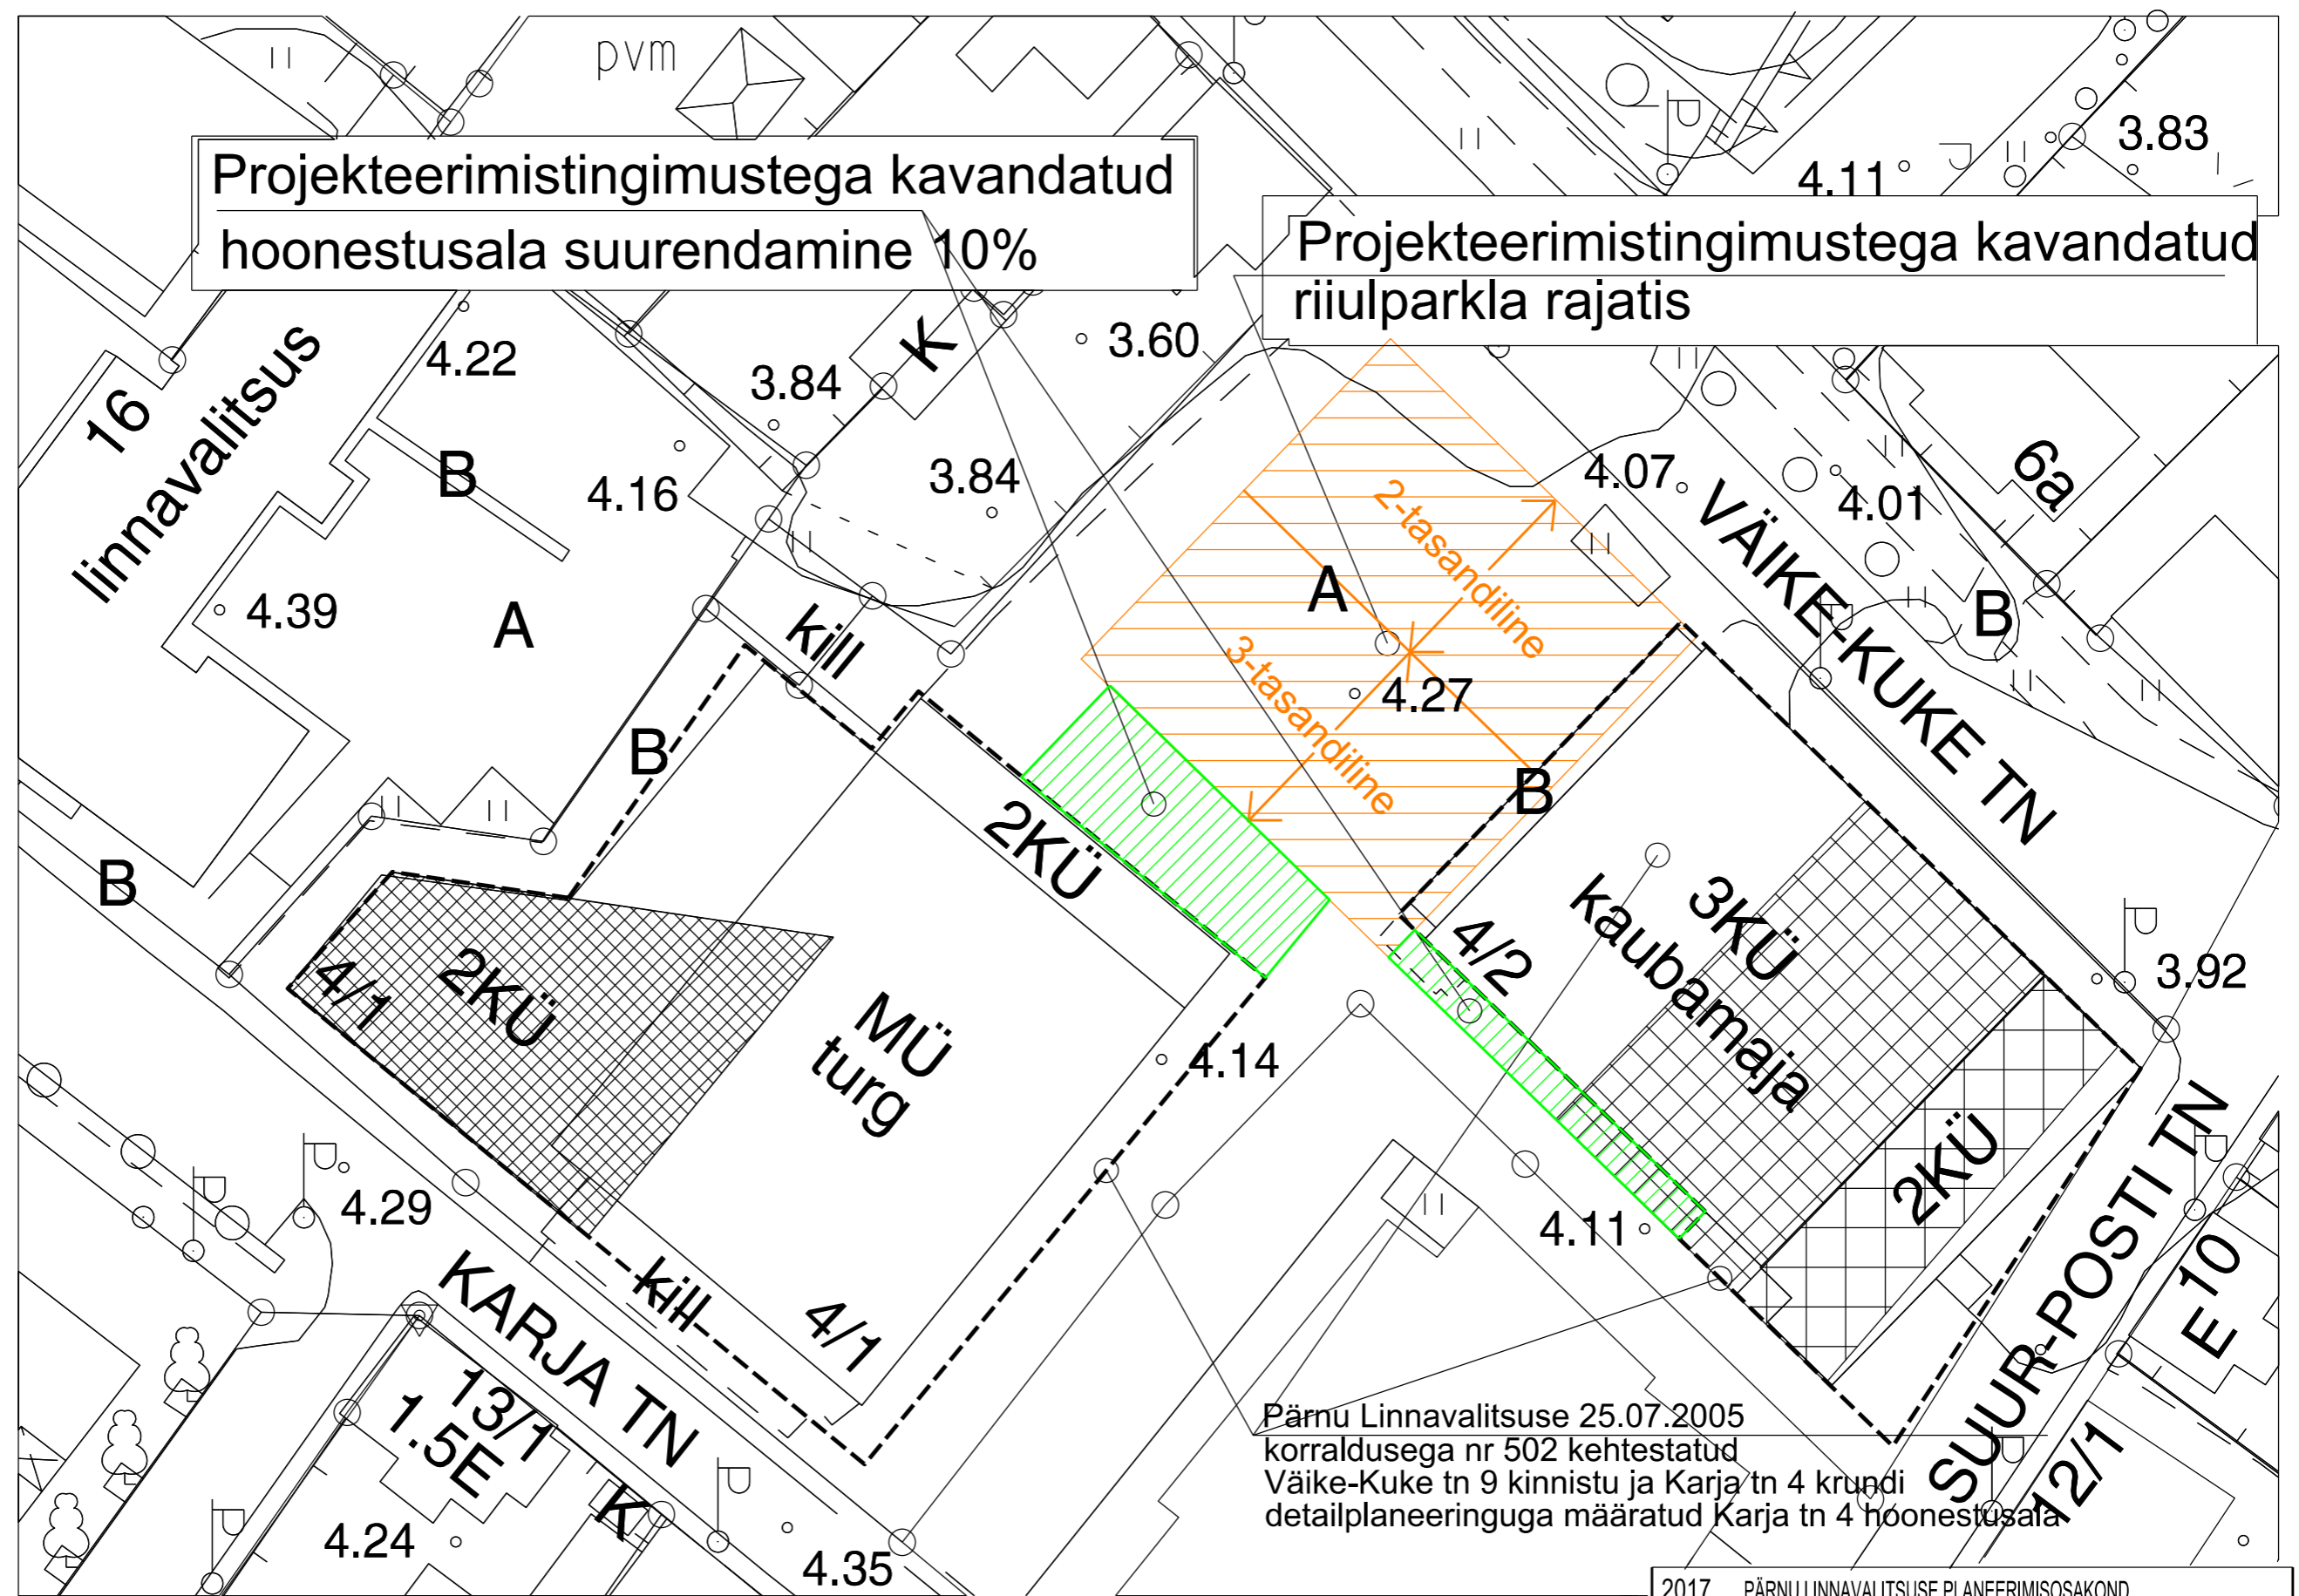 pvm
Projekteerimistingimustega kavandatud
hoonestusala suurendamine 10%
Projekteerimistingimustega kavandatud
riiulparkla rajatis
3.83
4.11
16
linnavalitsus
4.22
3.84
K
3.60
B
4.16
3.84
4.39
A
kill
B
B
2-tasandiline
3-tasandiline
A
4.27
B
4.07
4.01
6a
VÄIKE-KUKE TN
B
2KÜ
4/1
2KÜ
MÜ
turg
4.14
4/2
3KÜ
kaubamaja
2KÜ
3.92
4.11
4.29
KARJA TN
kill
4/1
SUUR-POSTI TN
E 10
12/1
13/1
1.5E
K
4.24
4.35
Pärnu Linnavalitsuse 25.07.2005
korraldusega nr 502 kehtestatud
Väike-Kuke tn 9 kinnistu ja Karja tn 4 krundi
detailplaneeringuga määratud Karja tn 4 hoonestusala
2017 PÄRNU LINNAVALITSUSE PLANEERIMISOSAKOND